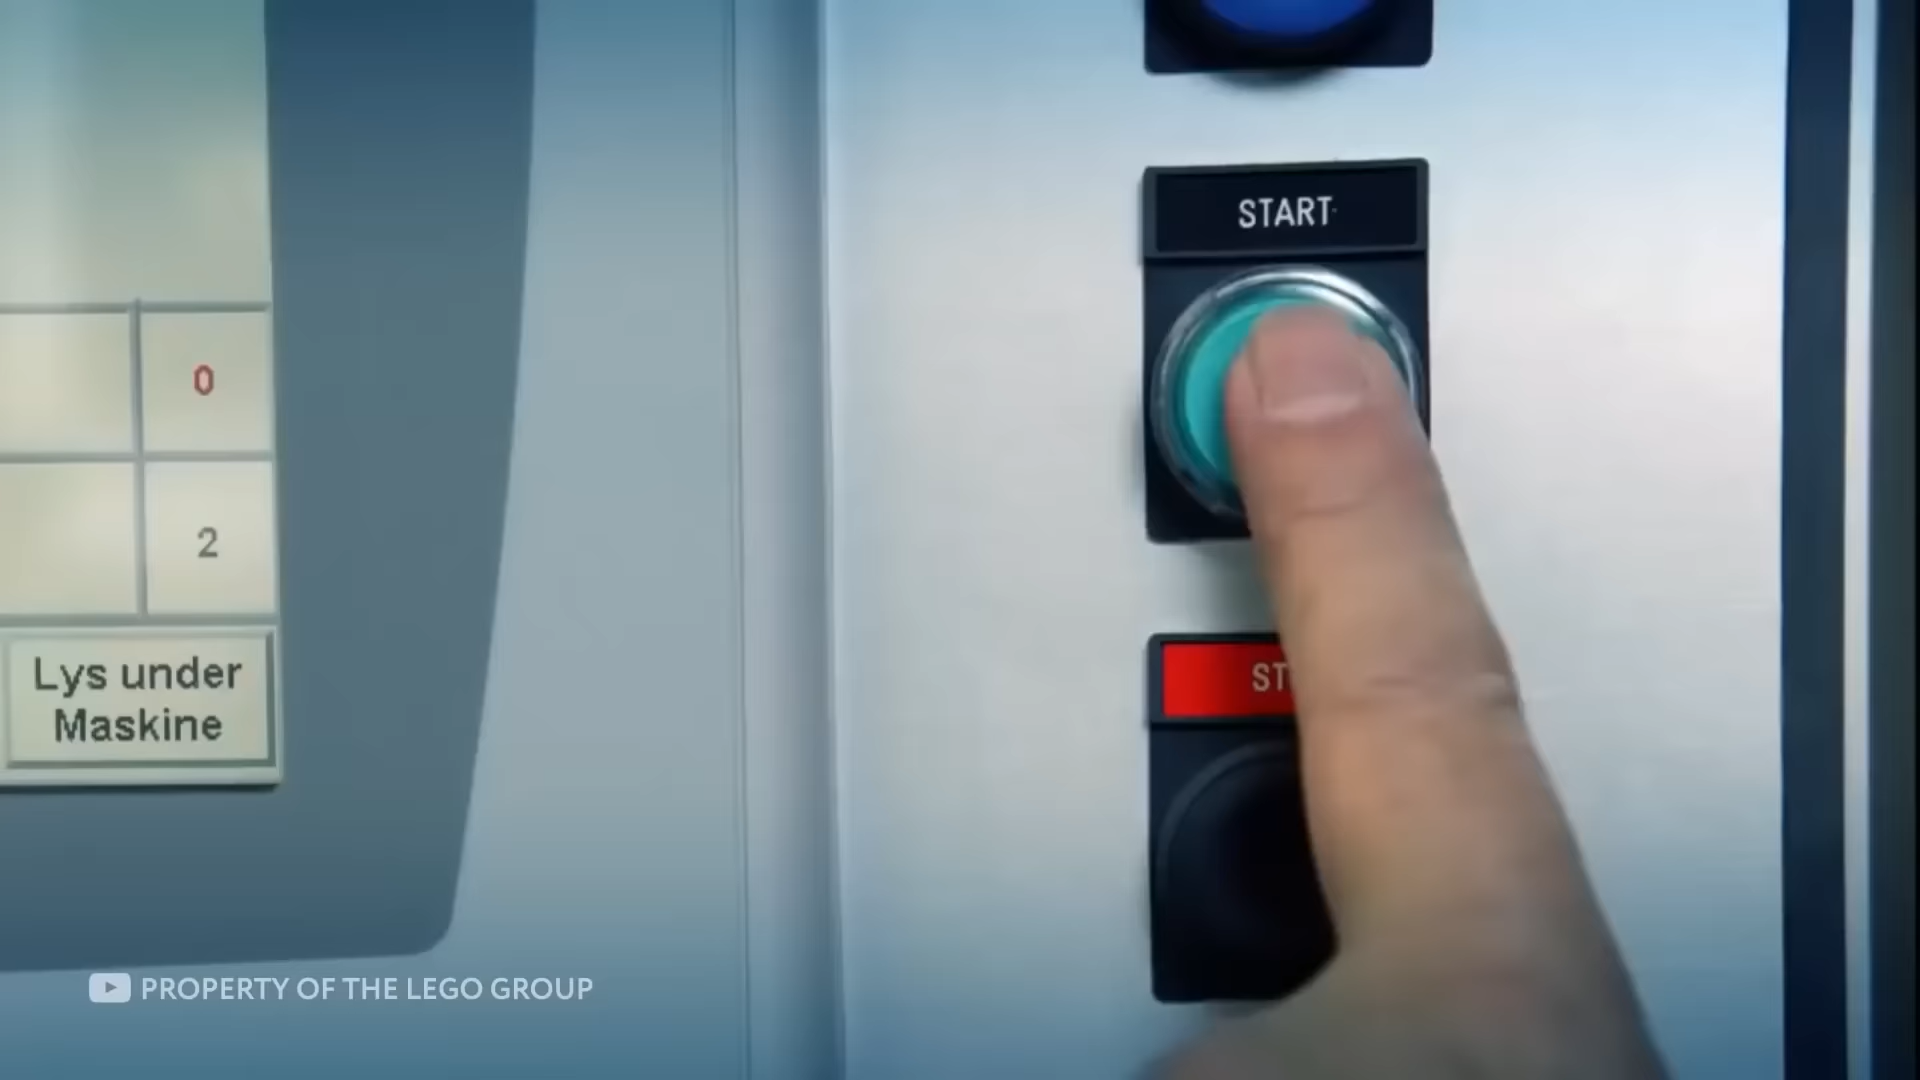 START
0
2
Lys under
Maskine
PROPERTY OF THE LEGO GROUP